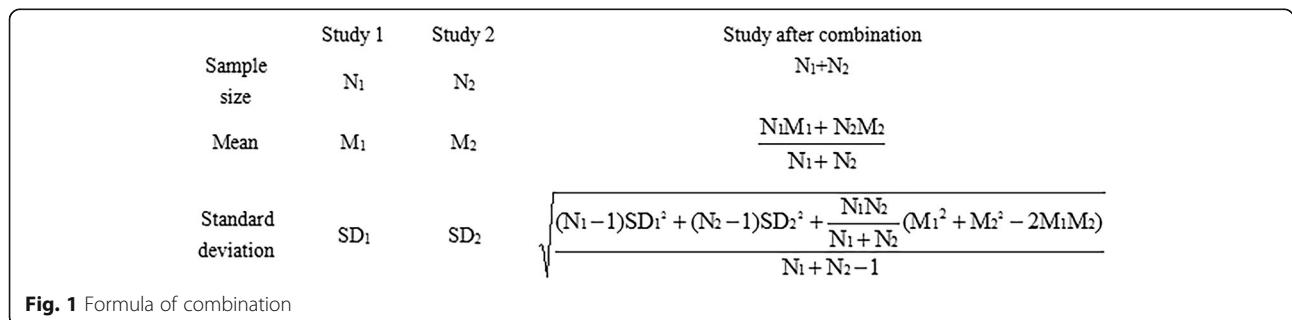 Study 1 Study 2 Study after combination
Sample size N₁ N₂ N₁+N₂
Mean M₁ M₂ (N₁M₁ + N₂M₂) / (N₁ + N₂)
Standard deviation SD₁ SD₂ √(((N₁−1)SD₁² + (N₂−1)SD₂² + (N₁N₂ / (N₁ + N₂))(M₁² + M₂² − 2M₁M₂)) / (N₁ + N₂ − 1))
Fig. 1 Formula of combination